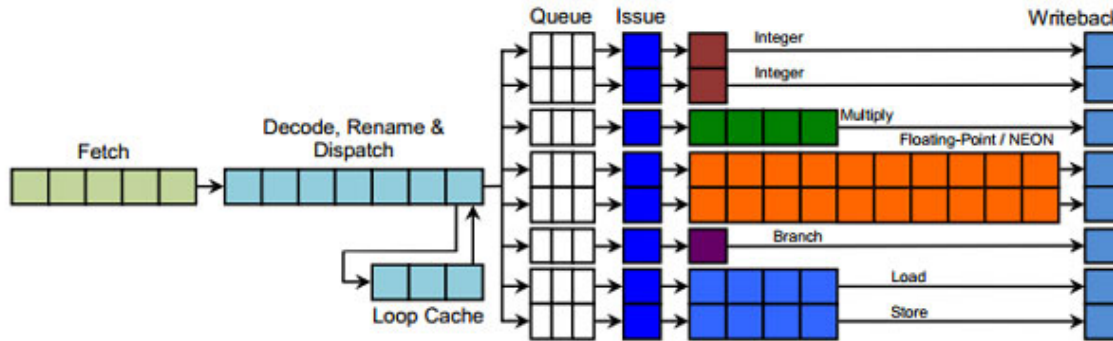 Queue
Issue
Writeback
Integer
Integer
Multiply
Decode, Rename &
Dispatch
Fetch
Floating-Point / NEON
Branch
Load
Loop Cache
Store